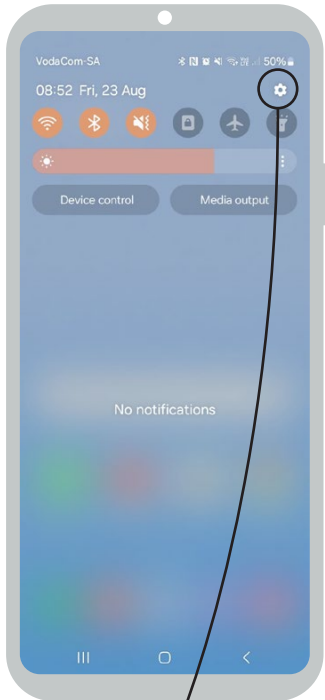 VodaCom-SA 50%
08:52 Fri, 23 Aug
Device control Media output
No notifications